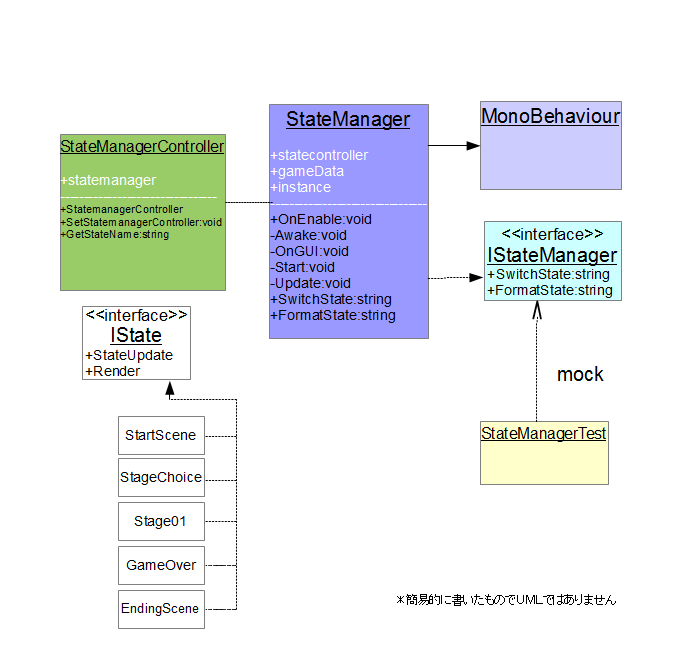 StateManagerController
+statemanager
+StatemanagerController
+SetStatemanagerController:void
+GetStateName:string
StateManager
+statecontroller
+gameData
+instance
+OnEnable:void
-Awake:void
-OnGUI:void
-Start:void
-Update:void
+SwitchState:string
+FormatState:string
MonoBehaviour
<<interface>>
IStateManager
+SwitchState:string
+FormatState:string
<<interface>>
IState
+StateUpdate
+Render
mock
StateManagerTest
StartScene
StageChoice
Stage01
GameOver
EndingScene
*簡易的に書いたものでUMLではありません